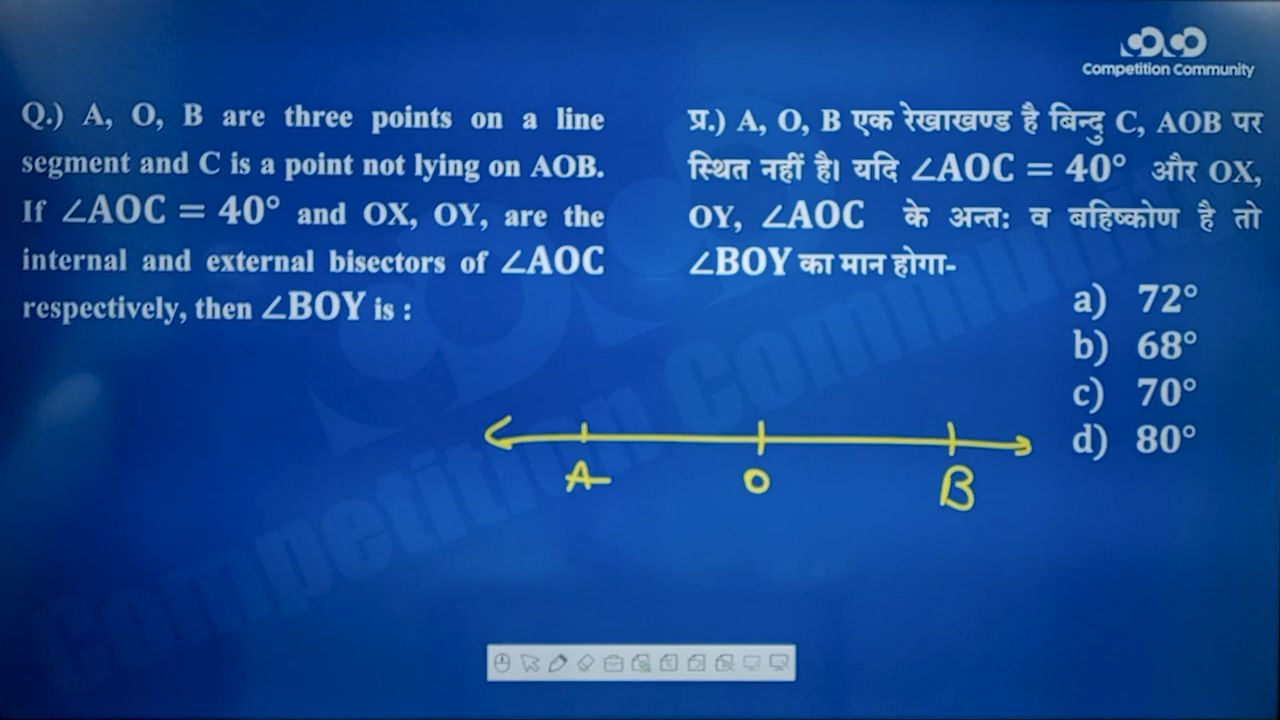 Competition Community
Q.) A, O, B are three points on a line
segment and C is a point not lying on AOB.
If ∠AOC = 40° and OX, OY, are the
internal and external bisectors of ∠AOC
respectively, then ∠BOY is :
प्र.) A, O, B एक रेखाखण्ड है बिन्दु C, AOB पर
स्थित नहीं है। यदि ∠AOC = 40° और OX,
OY, ∠AOC के अन्त: व बहिष्कोण है तो
∠BOY का मान होगा-
a) 72°
b) 68°
c) 70°
d) 80°
A O B
Competition Community